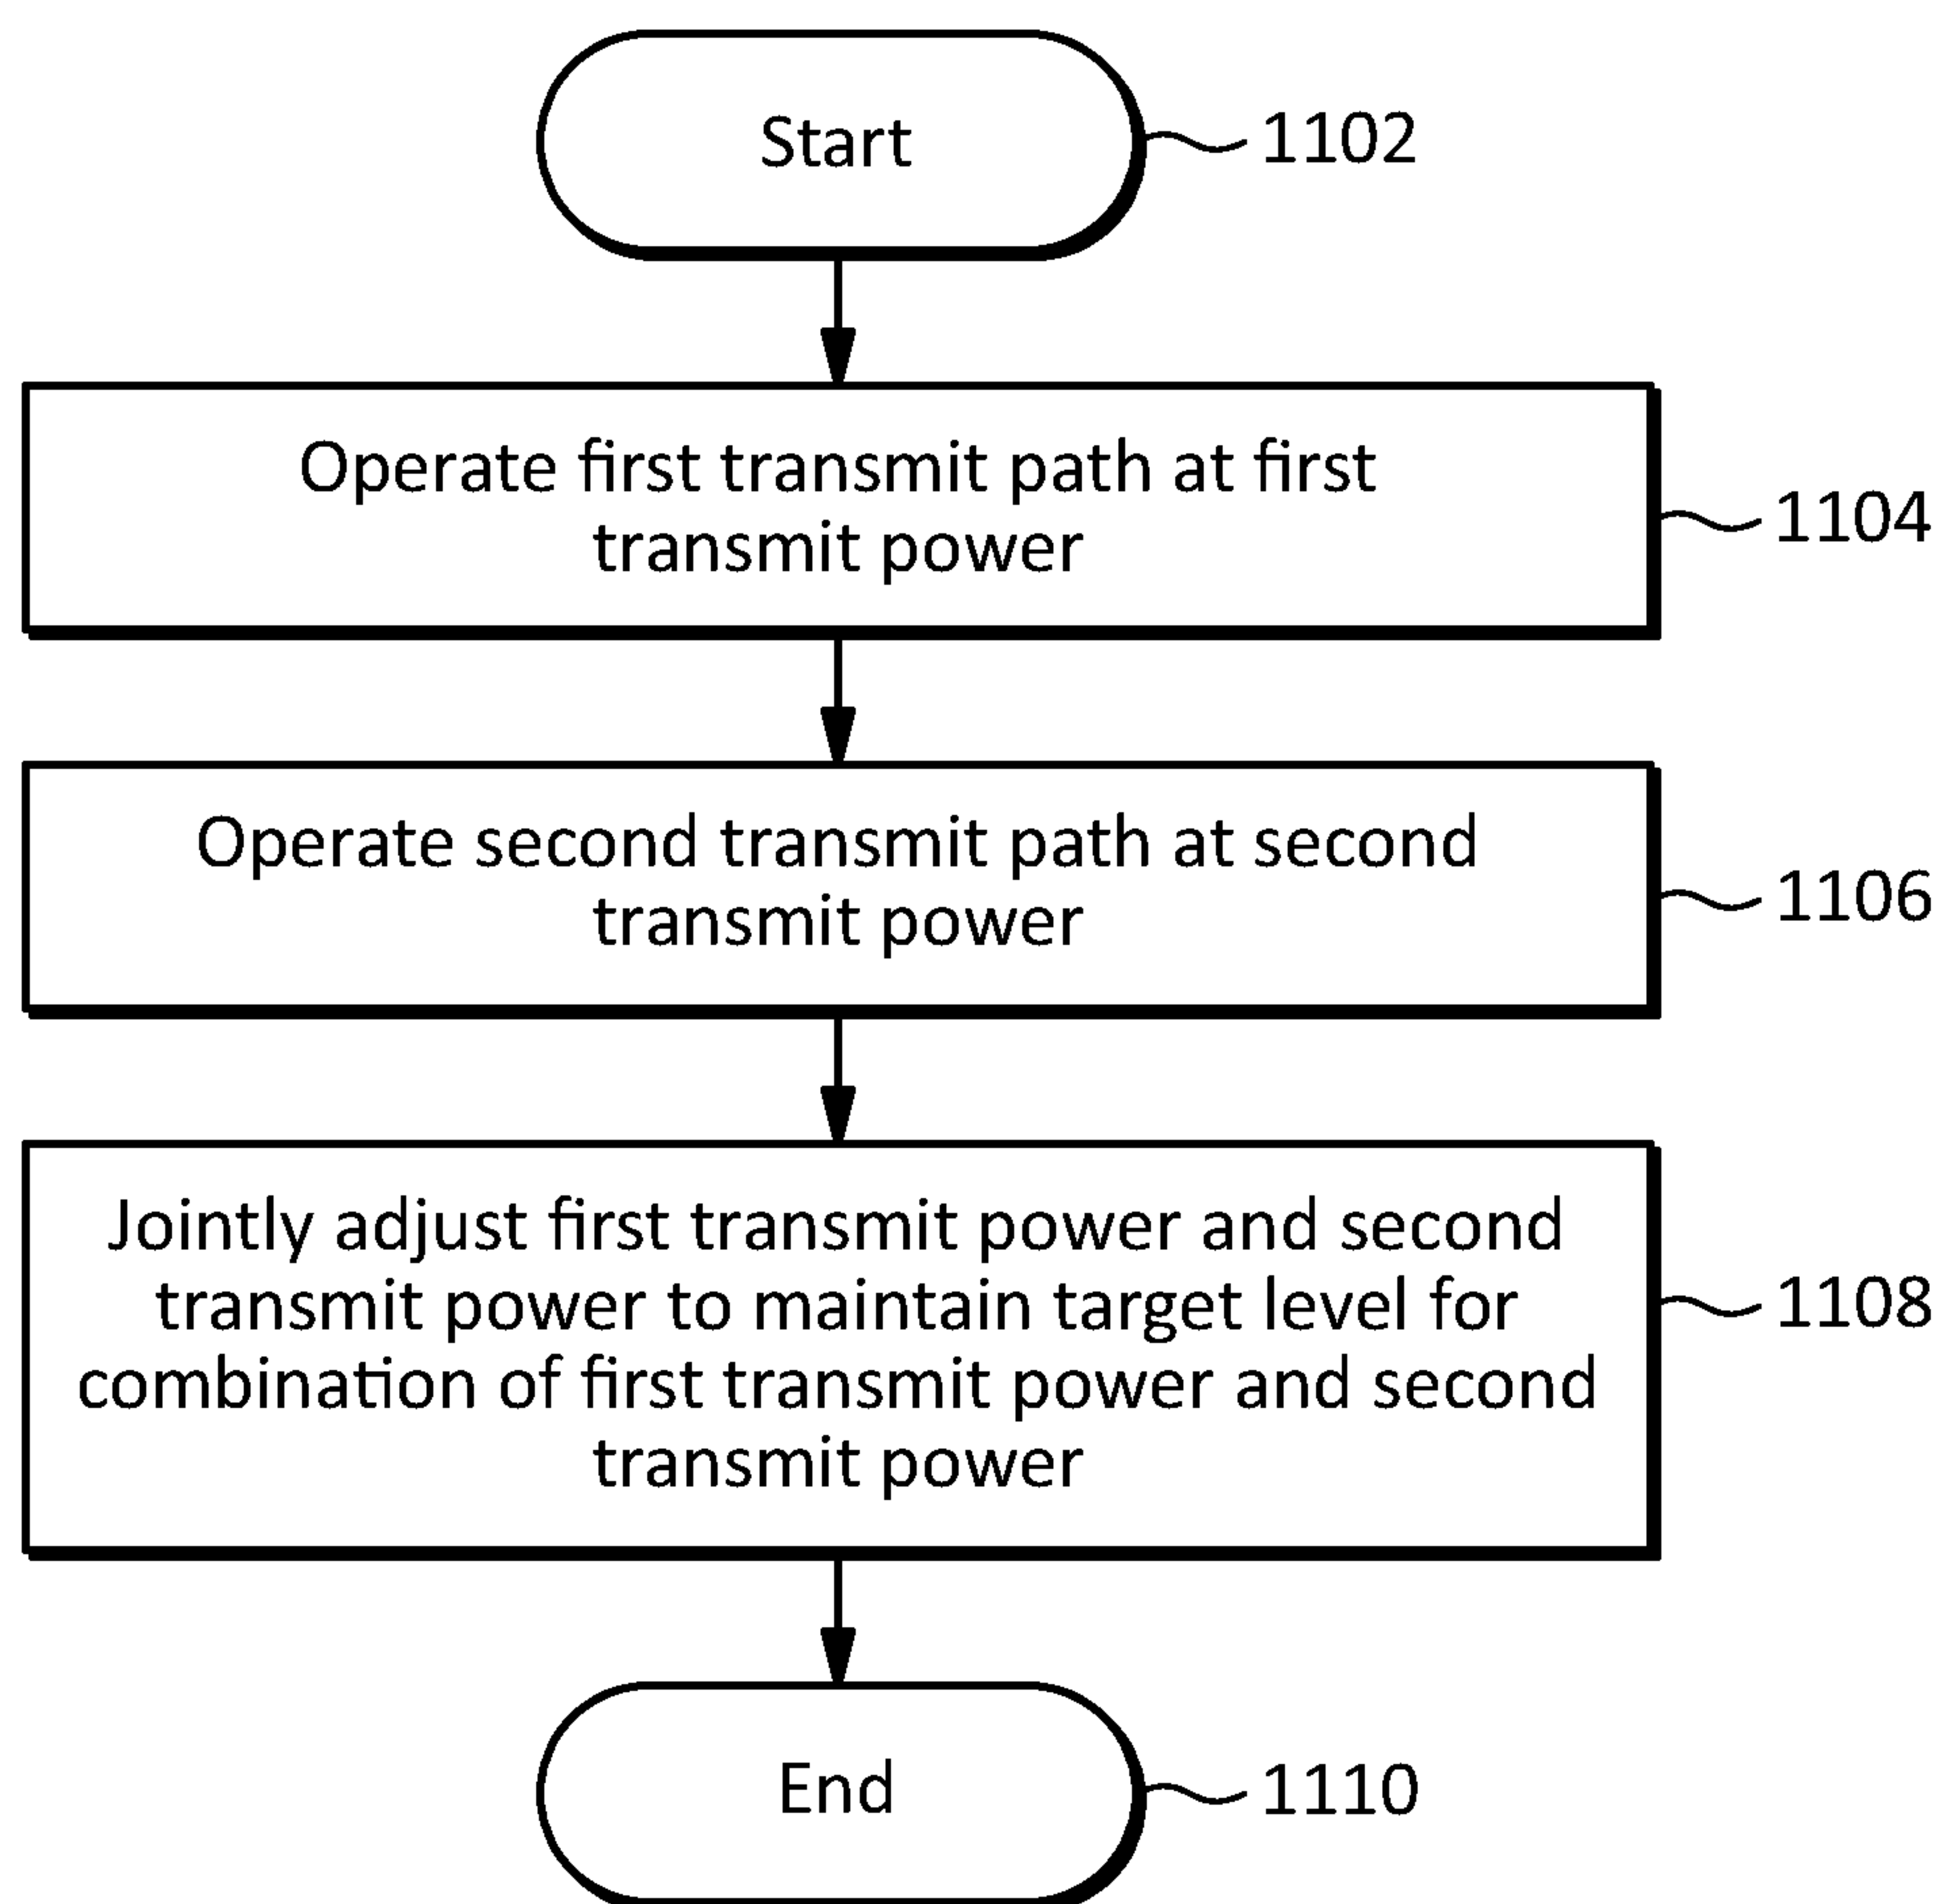 Start
1102
Operate first transmit path at first
transmit power
1104
Operate second transmit path at second
transmit power
1106
Jointly adjust first transmit power and second
transmit power to maintain target level for
combination of first transmit power and second
transmit power
1108
End
1110